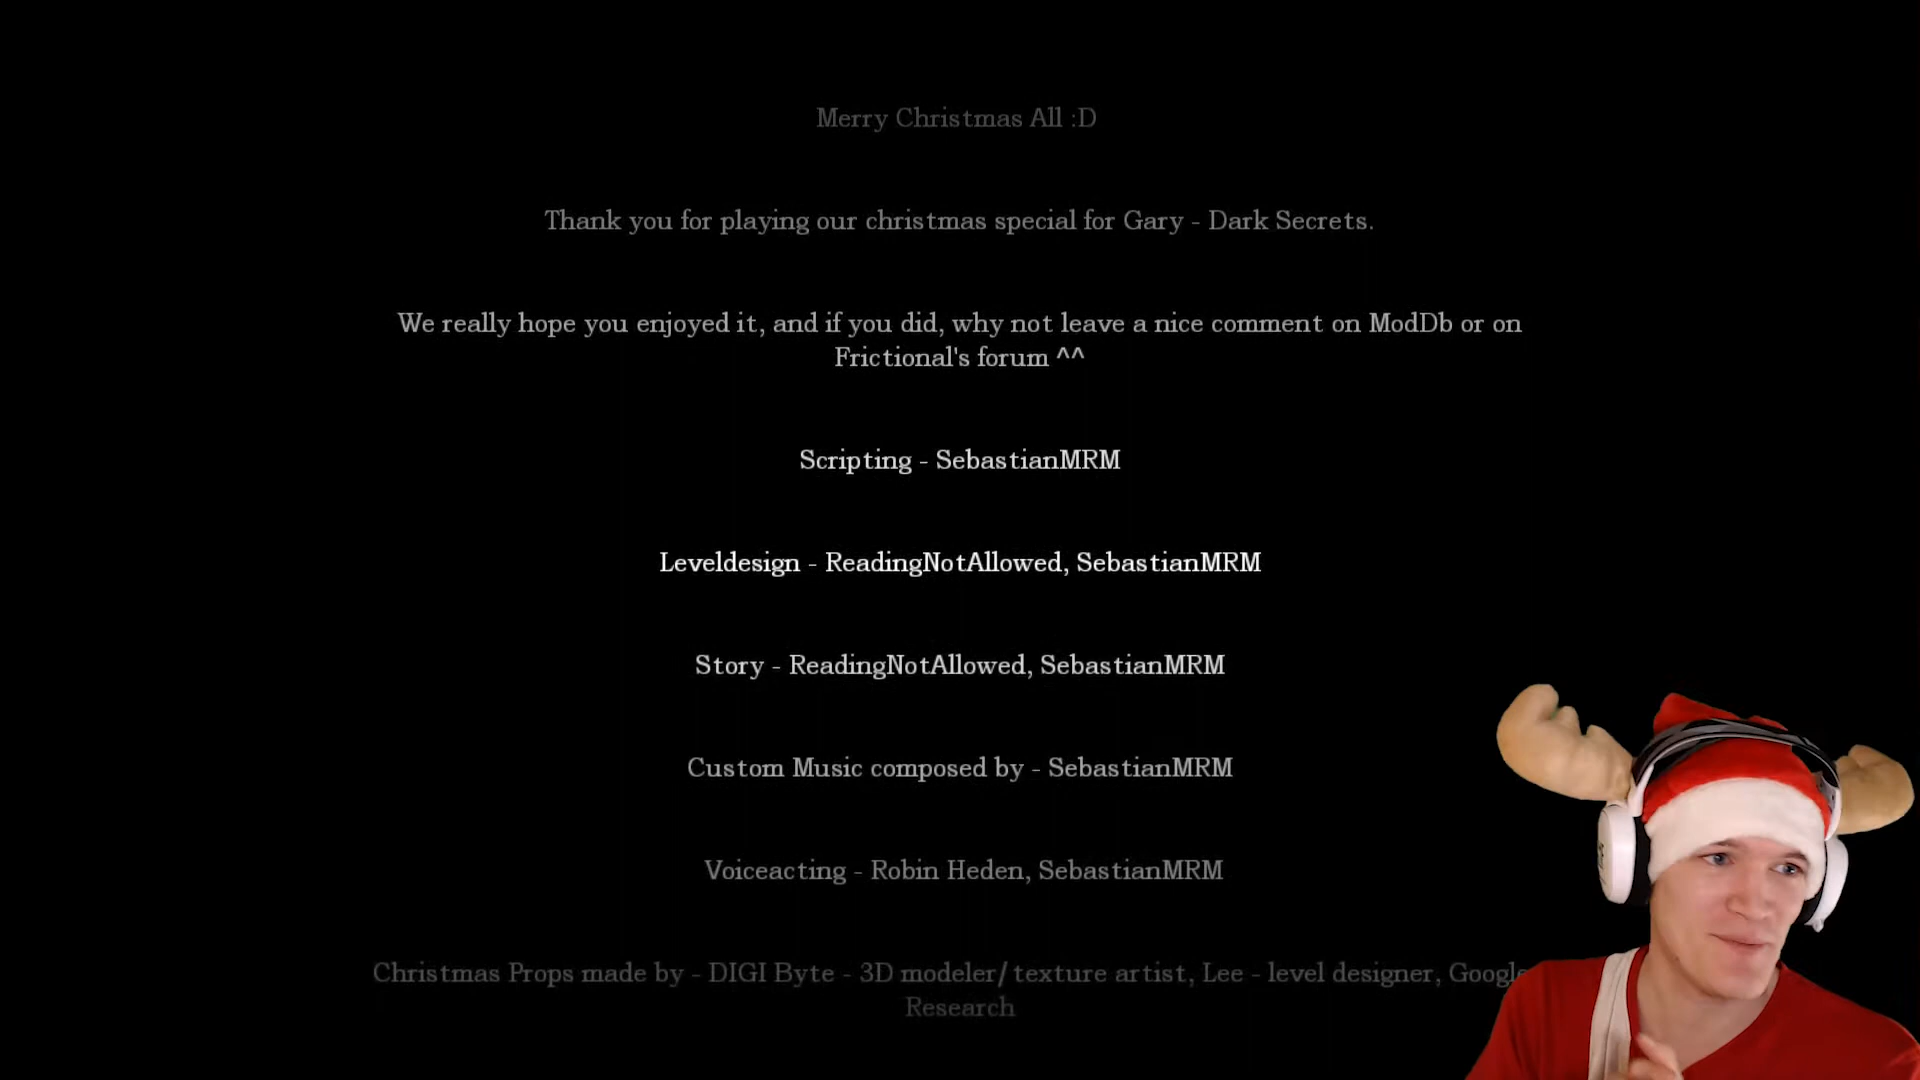 Merry Christmas All :D
Thank you for playing our christmas special for Gary - Dark Secrets.
We really hope you enjoyed it, and if you did, why not leave a nice comment on ModDb or on
Frictional's forum ^^
Scripting - SebastianMRM
Leveldesign - ReadingNotAllowed, SebastianMRM
Story - ReadingNotAllowed, SebastianMRM
Custom Music composed by - SebastianMRM
Voiceacting - Robin Heden, SebastianMRM
Christmas Props made by - DIGI Byte - 3D modeler/texture artist, Lee - level designer, Google
Research